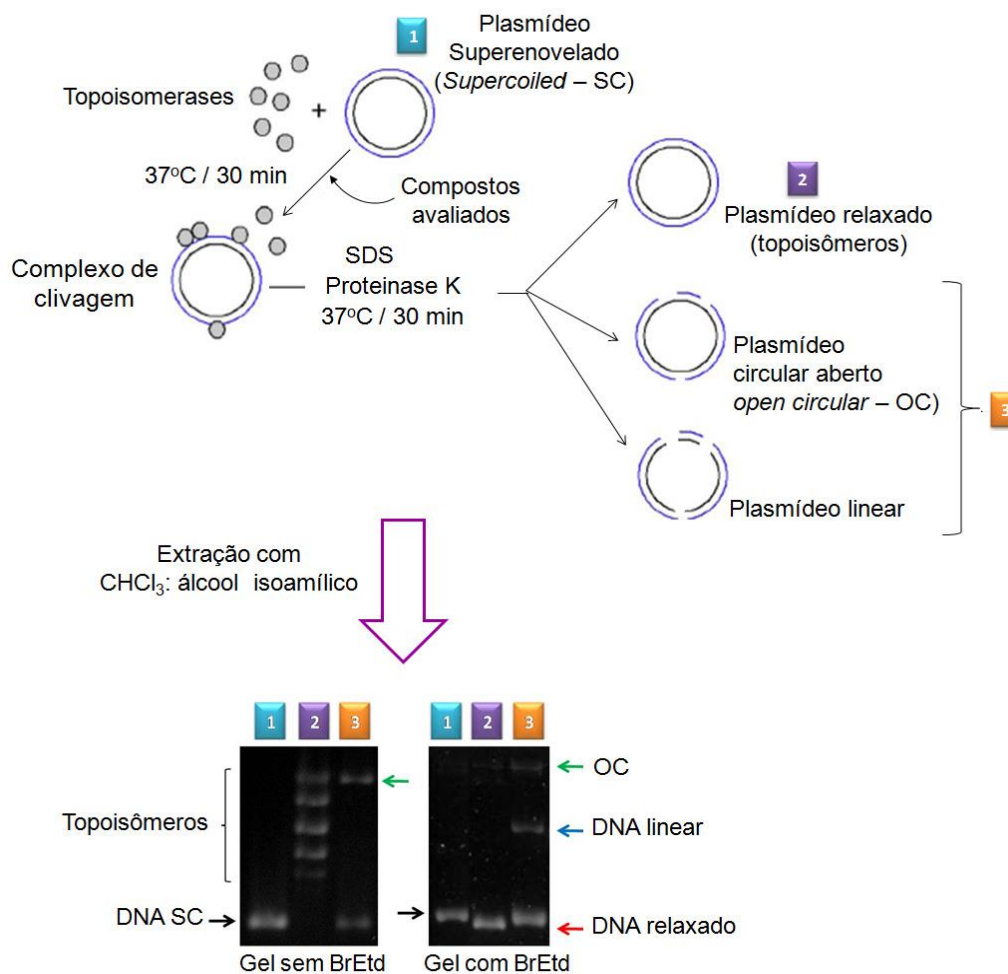 1
Plasmídeo
Superenovelado
(Supercoiled – SC)
Topoisomerases
+
37ºC / 30 min
Compostos
avaliados
Complexo de
clivagem
SDS
Proteinase K
37ºC / 30 min
2
Plasmídeo relaxado
(topoisômeros)
Plasmídeo
circular aberto
open circular – OC)
3
Plasmídeo linear
Extração com
CHCl₃: álcool isoamílico
1 2 3
1 2 3
Topoisômeros
DNA SC
OC
DNA linear
DNA relaxado
Gel sem BrEtd
Gel com BrEtd